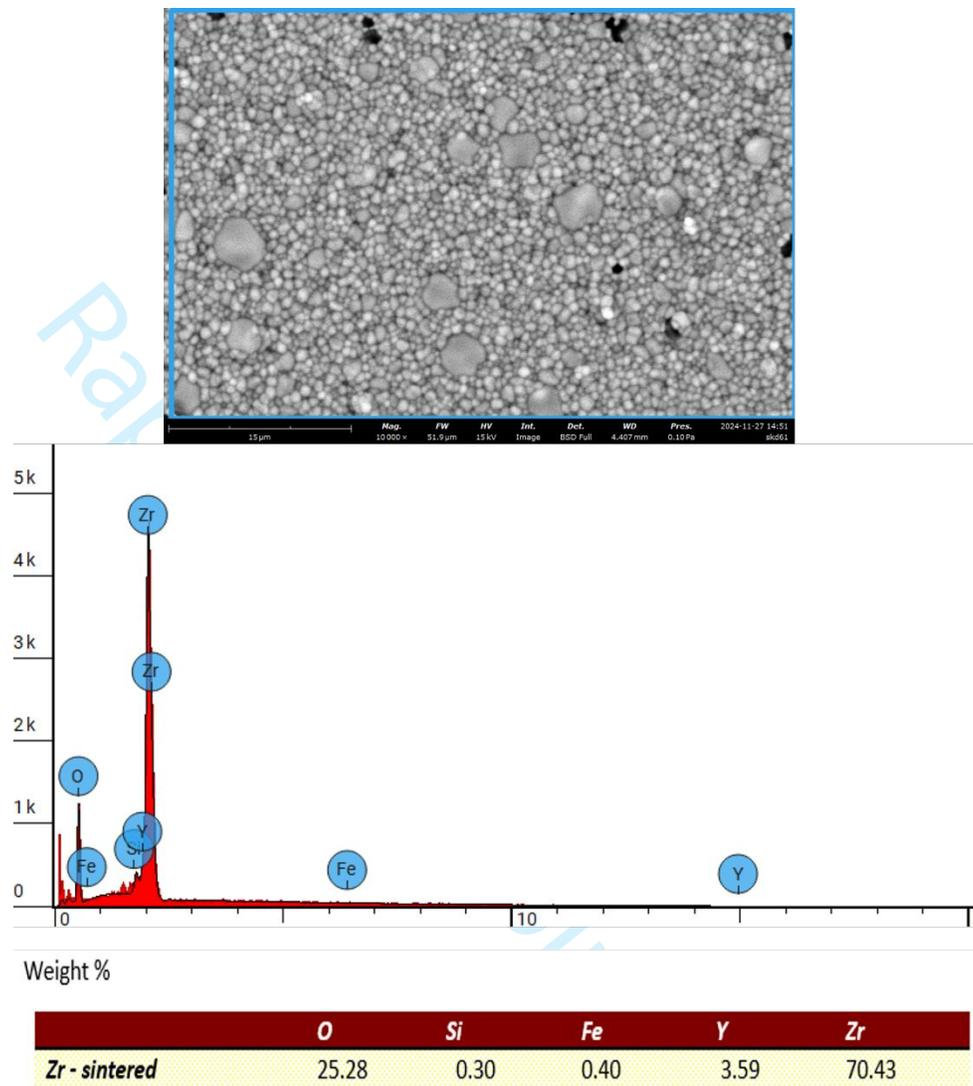 Mag. FW HV Int. Det. WD Pres. 2024-11-27 14:51
15 µm 10 000 × 51.9 µm 15 kV Image BSD Full 4.407 mm 0.10 Pa skd61
5k
Zr
4k
3k
Zr
2k
O
1k
Y
Si
Fe
Fe
Y
0
0 10
Weight %
O Si Fe Y Zr
Zr - sintered 25.28 0.30 0.40 3.59 70.43